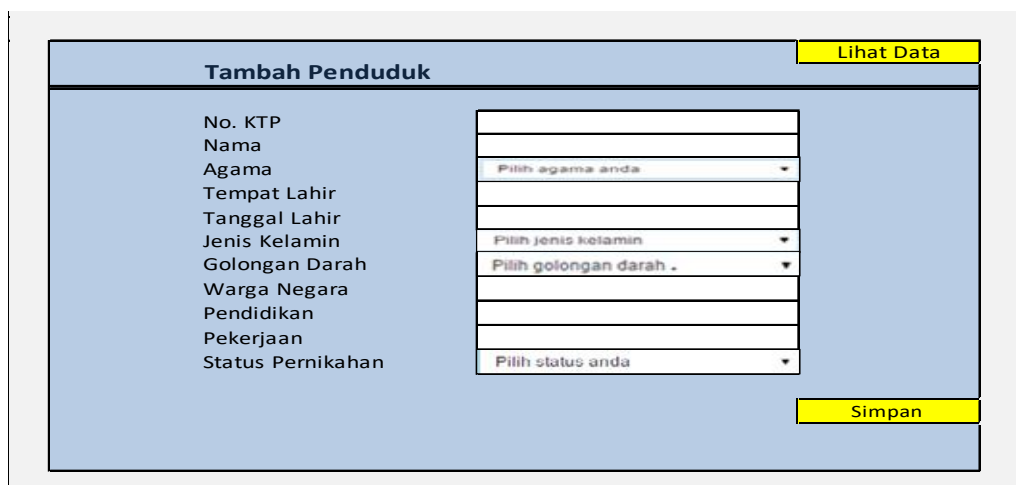 Lihat Data
Tambah Penduduk
No. KTP
Nama
Agama Pilih agama anda
Tempat Lahir
Tanggal Lahir
Jenis Kelamin Pilih jenis kelamin
Golongan Darah Pilih golongan darah .
Warga Negara
Pendidikan
Pekerjaan
Status Pernikahan Pilih status anda
Simpan